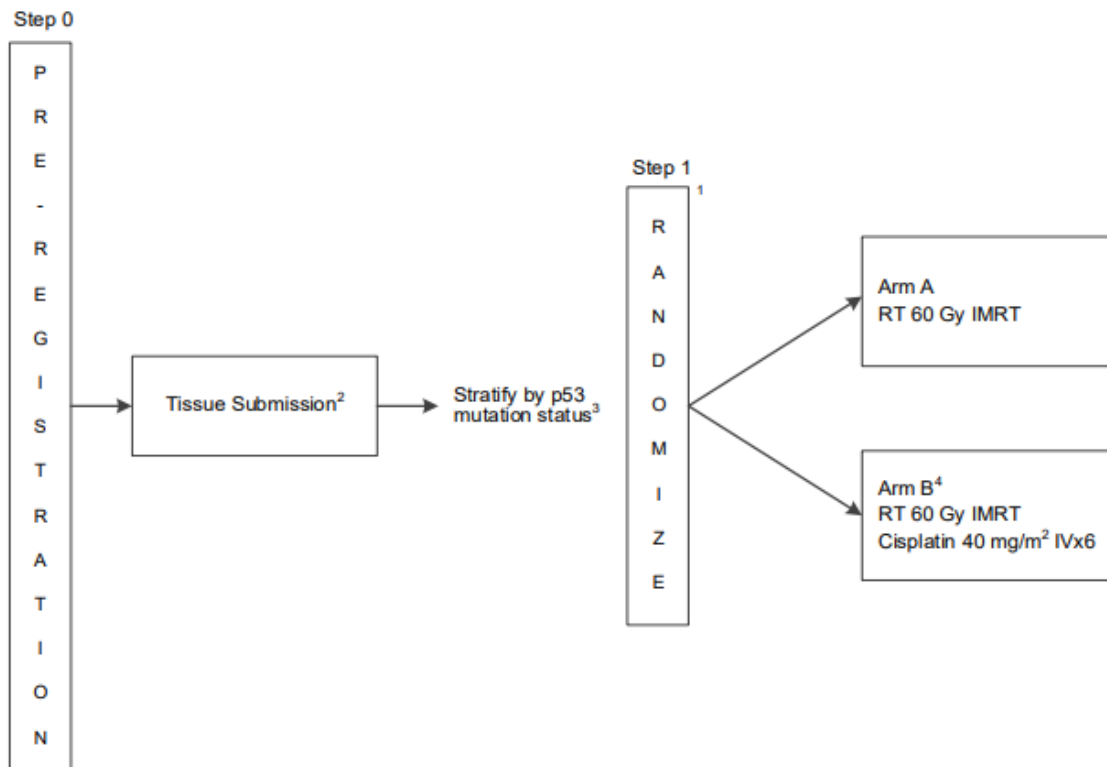 Step 0
P
R
E
-
R
E
G
I
S
T
R
A
T
I
O
N
Tissue Submission²
Stratify by p53
mutation status³
Step 1
1
R
A
N
D
O
M
I
Z
E
Arm A
RT 60 Gy IMRT
Arm B⁴
RT 60 Gy IMRT
Cisplatin 40 mg/m² IVx6